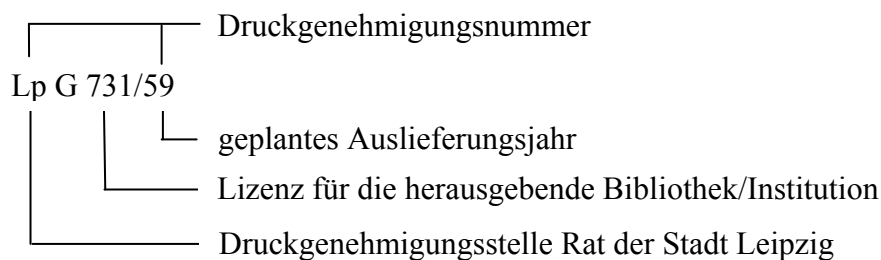 Druckgenehmigungsnummer
Lp G 731/59
geplantes Auslieferungsjahr
Lizenz für die herausgebende Bibliothek/Institution
Druckgenehmigungsstelle Rat der Stadt Leipzig